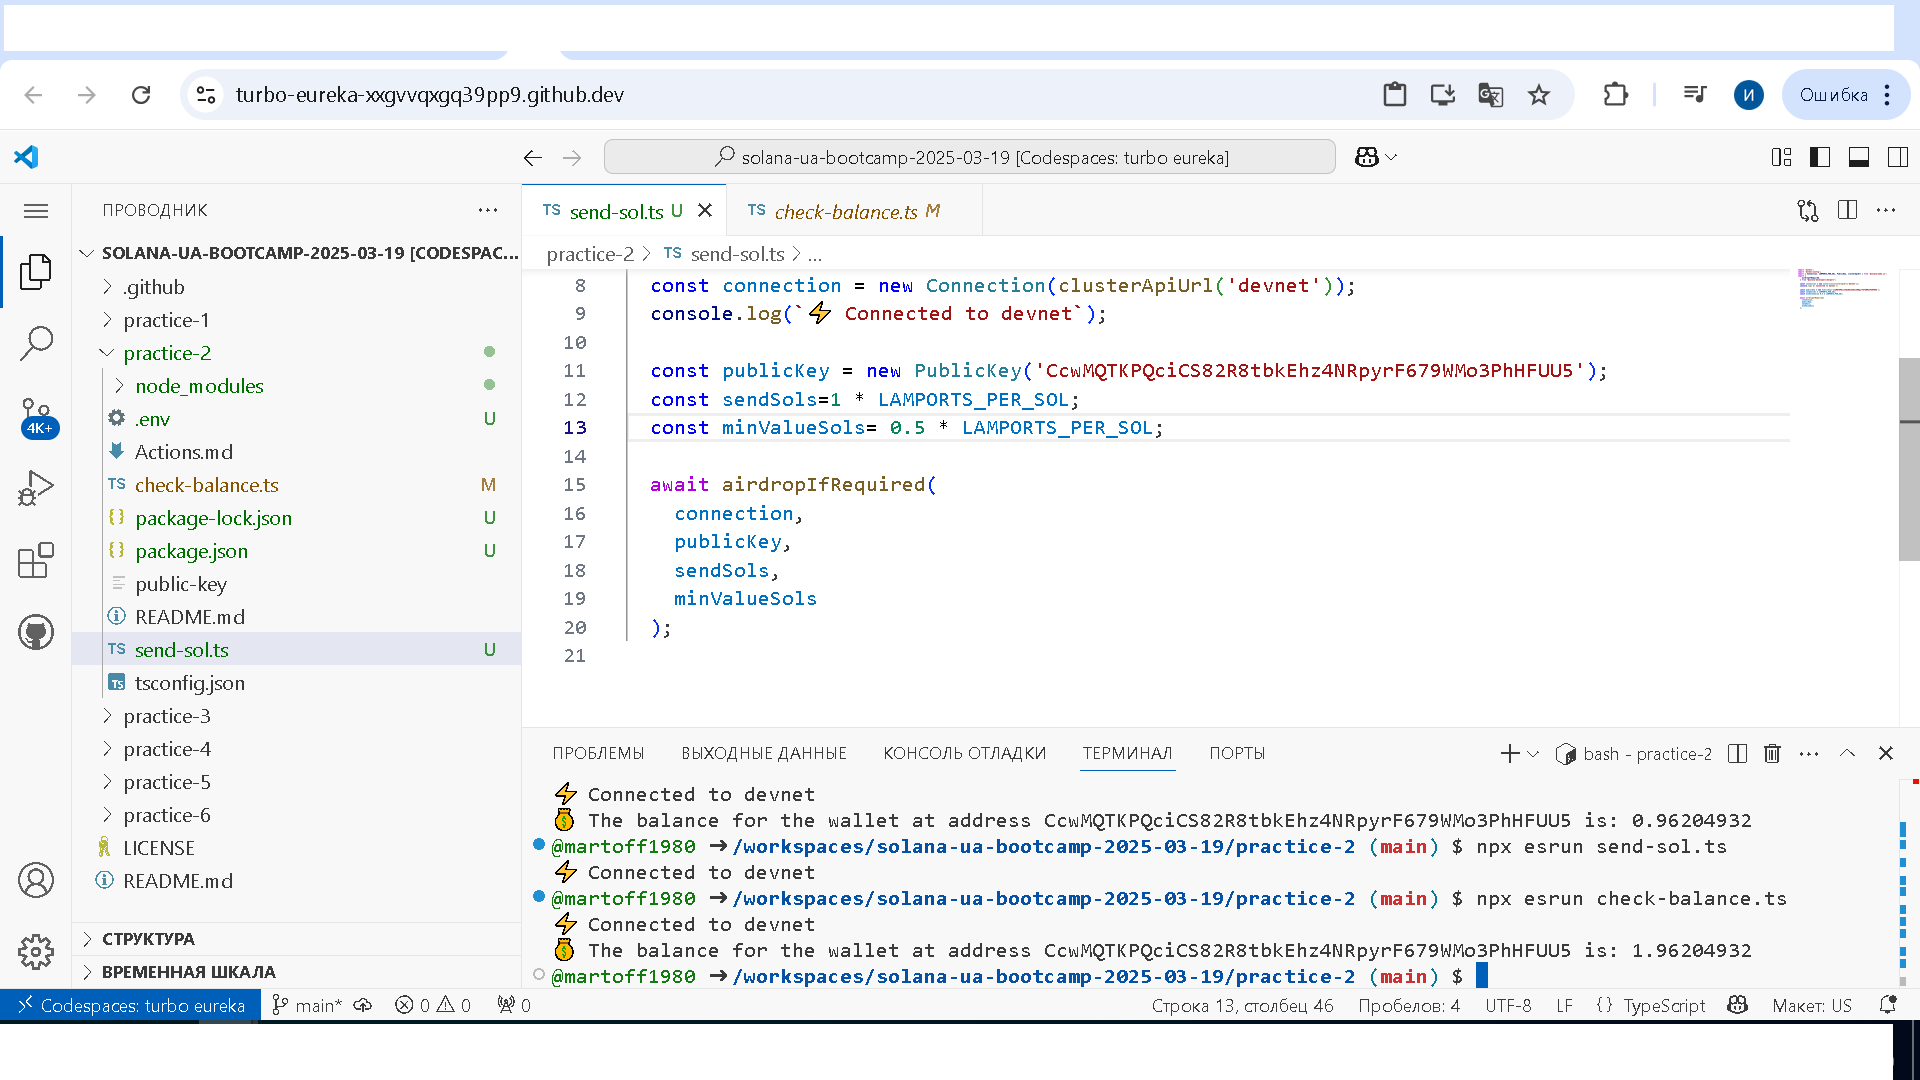 turbo-eureka-xxgvvqxgq39pp9.github.dev
И
Ошибка
solana-ua-bootcamp-2025-03-19 [Codespaces: turbo eureka]
ПРОВОДНИК
SOLANA-UA-BOOTCAMP-2025-03-19 [CODESPAC...
.github
practice-1
practice-2
node_modules
.env U
Actions.md
TS check-balance.ts M
{} package-lock.json U
{} package.json U
public-key
README.md
TS send-sol.ts U
TS tsconfig.json
practice-3
practice-4
practice-5
practice-6
LICENSE
README.md
4K+
СТРУКТУРА
ВРЕМЕННАЯ ШКАЛА
TS send-sol.ts U
TS check-balance.ts M
practice-2 > TS send-sol.ts > ...
8 const connection = new Connection(clusterApiUrl('devnet'));
9 console.log(`⚡ Connected to devnet`);
10
11 const publicKey = new PublicKey('CcwMQTKPQciCS82R8tbkEhz4NRpyrF679WMo3PhHFUU5');
12 const sendSols=1 * LAMPORTS_PER_SOL;
13 const minValueSols= 0.5 * LAMPORTS_PER_SOL;
14
15 await airdropIfRequired(
16 connection,
17 publicKey,
18 sendSols,
19 minValueSols
20 );
21
ПРОБЛЕМЫ ВЫХОДНЫЕ ДАННЫЕ КОНСОЛЬ ОТЛАДКИ ТЕРМИНАЛ ПОРТЫ
bash - practice-2
⚡ Connected to devnet
💰 The balance for the wallet at address CcwMQTKPQciCS82R8tbkEhz4NRpyrF679WMo3PhHFUU5 is: 0.96204932
@martoff1980 ➜/workspaces/solana-ua-bootcamp-2025-03-19/practice-2 (main) $ npx esrun send-sol.ts
⚡ Connected to devnet
@martoff1980 ➜/workspaces/solana-ua-bootcamp-2025-03-19/practice-2 (main) $ npx esrun check-balance.ts
⚡ Connected to devnet
💰 The balance for the wallet at address CcwMQTKPQciCS82R8tbkEhz4NRpyrF679WMo3PhHFUU5 is: 1.96204932
@martoff1980 ➜/workspaces/solana-ua-bootcamp-2025-03-19/practice-2 (main) $
Codespaces: turbo eureka main* 0 0 0 Строка 13, столбец 46 Пробелов: 4 UTF-8 LF {} TypeScript Макет: US